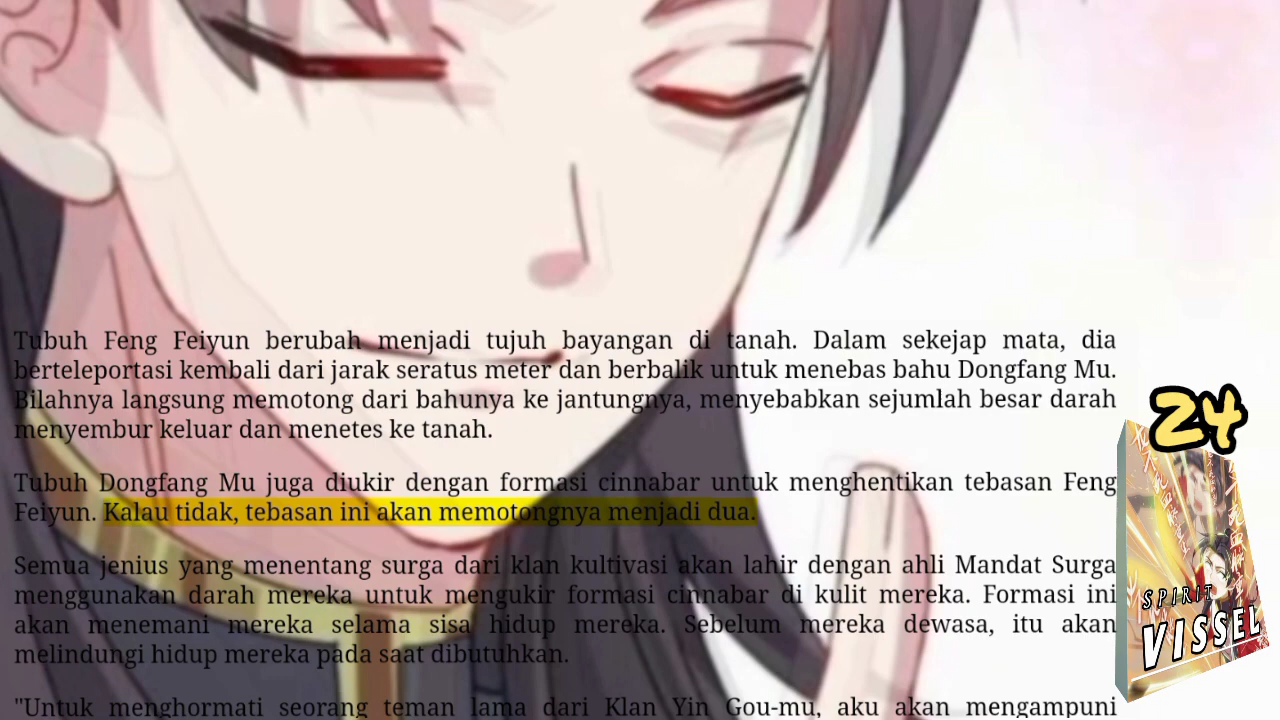 Tubuh Feng Feiyun berubah menjadi tujuh bayangan di tanah. Dalam sekejap mata, dia
berteleportasi kembali dari jarak seratus meter dan berbalik untuk menebas bahu Dongfang Mu.
Bilahnya langsung memotong dari bahunya ke jantungnya, menyebabkan sejumlah besar darah
menyembur keluar dan menetes ke tanah.
Tubuh Dongfang Mu juga diukir dengan formasi cinnabar untuk menghentikan tebasan Feng
Feiyun. Kalau tidak, tebasan ini akan memotongnya menjadi dua.
Semua jenius yang menentang surga dari klan kultivasi akan lahir dengan ahli Mandat Surga
menggunakan darah mereka untuk mengukir formasi cinnabar di kulit mereka. Formasi ini
akan menemani mereka selama sisa hidup mereka. Sebelum mereka dewasa, itu akan
melindungi hidup mereka pada saat dibutuhkan.
"Untuk menghormati seorang teman lama dari Klan Yin Gou-mu, aku akan mengampuni
24
SPIRIT
VISSEL